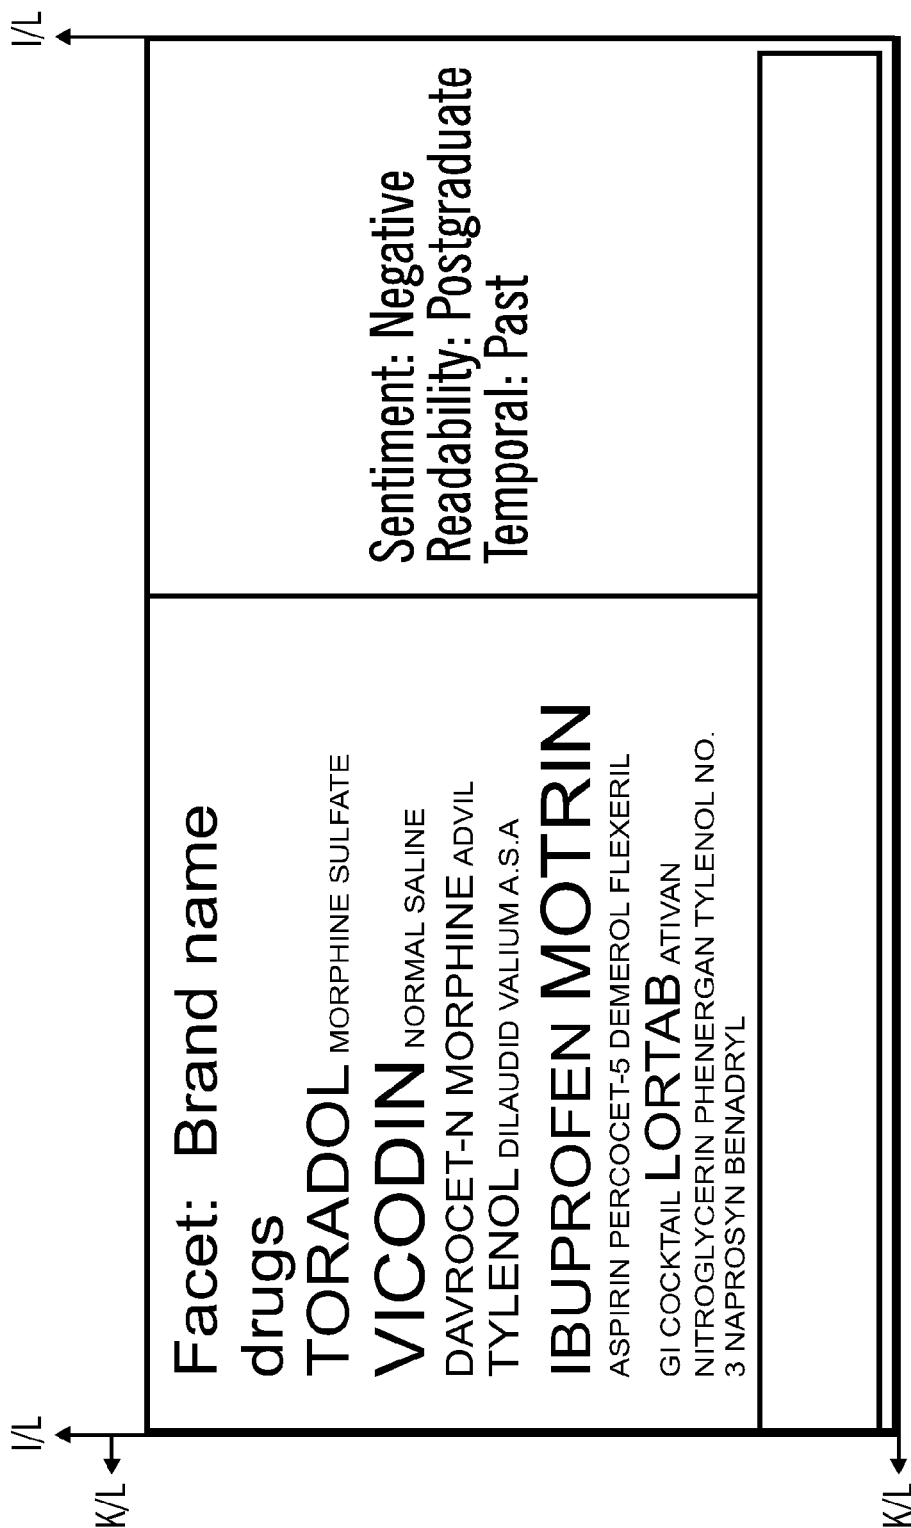 I/L
I/L
Facet: Brand name
drugs
TORADOL MORPHINE SULFATE
VICODIN NORMAL SALINE
DAVROCET-N MORPHINE ADVIL
TYLENOL DILAUDID VALIUM A.S.A
IBUPROFEN MOTRIN
ASPIRIN PERCOCET-5 DEMEROL FLEXERIL
GI COCKTAIL LORTAB ATIVAN
NITROGLYCERIN PHENERGAN TYLENOL NO.
3 NAPROSYN BENADRYL
Sentiment: Negative
Readability: Postgraduate
Temporal: Past
K/L
K/L